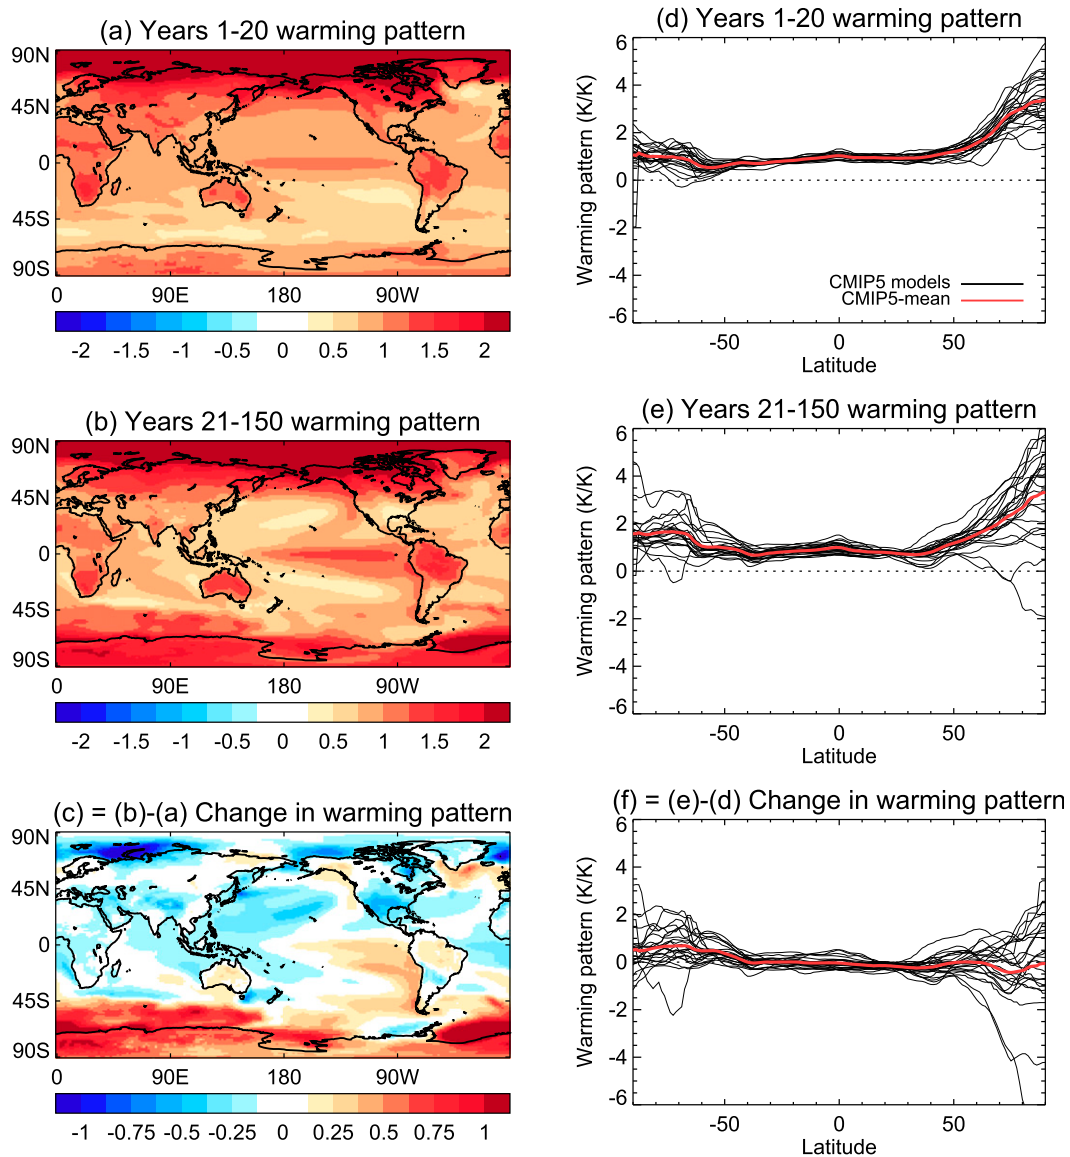 (a) Years 1-20 warming pattern
90N
45N
0
45S
90S
0 90E 180 90W
-2 -1.5 -1 -0.5 0 0.5 1 1.5 2
(d) Years 1-20 warming pattern
Warming pattern (K/K)
6
4
2
0
-2
-4
-6
CMIP5 models
CMIP5-mean
-50 0 50
Latitude
(b) Years 21-150 warming pattern
90N
45N
0
45S
90S
0 90E 180 90W
-2 -1.5 -1 -0.5 0 0.5 1 1.5 2
(e) Years 21-150 warming pattern
Warming pattern (K/K)
6
4
2
0
-2
-4
-6
-50 0 50
Latitude
(c) = (b)-(a) Change in warming pattern
90N
45N
0
45S
90S
0 90E 180 90W
-1 -0.75 -0.5 -0.25 0 0.25 0.5 0.75 1
(f) = (e)-(d) Change in warming pattern
Warming pattern (K/K)
6
4
2
0
-2
-4
-6
-50 0 50
Latitude